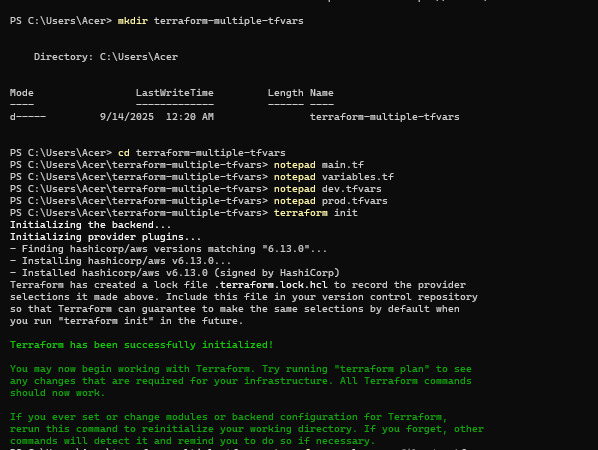 PS C:\Users\Acer> mkdir terraform-multiple-tfvars
Directory: C:\Users\Acer
Mode                 LastWriteTime         Length Name
----                 -------------         ------ ----
d-----         9/14/2025  12:20 AM                terraform-multiple-tfvars
PS C:\Users\Acer> cd terraform-multiple-tfvars
PS C:\Users\Acer\terraform-multiple-tfvars> notepad main.tf
PS C:\Users\Acer\terraform-multiple-tfvars> notepad variables.tf
PS C:\Users\Acer\terraform-multiple-tfvars> notepad dev.tfvars
PS C:\Users\Acer\terraform-multiple-tfvars> notepad prod.tfvars
PS C:\Users\Acer\terraform-multiple-tfvars> terraform init
Initializing the backend...
Initializing provider plugins...
- Finding hashicorp/aws versions matching "6.13.0"...
- Installing hashicorp/aws v6.13.0...
- Installed hashicorp/aws v6.13.0 (signed by HashiCorp)
Terraform has created a lock file .terraform.lock.hcl to record the provider
selections it made above. Include this file in your version control repository
so that Terraform can guarantee to make the same selections by default when
you run "terraform init" in the future.
Terraform has been successfully initialized!
You may now begin working with Terraform. Try running "terraform plan" to see
any changes that are required for your infrastructure. All Terraform commands
should now work.
If you ever set or change modules or backend configuration for Terraform,
rerun this command to reinitialize your working directory. If you forget, other
commands will detect it and remind you to do so if necessary.